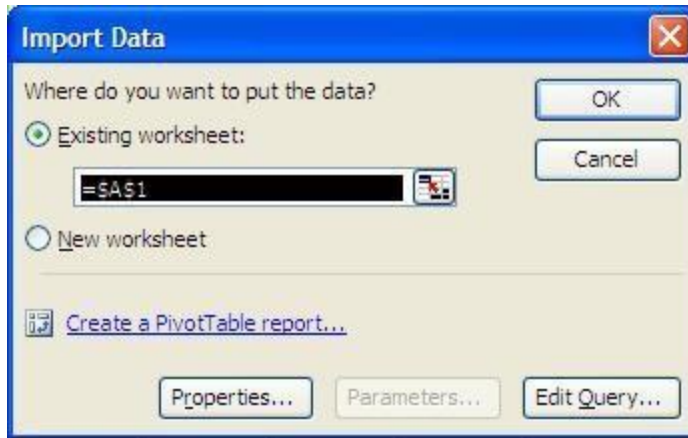 Import Data
Where do you want to put the data?
OK
Existing worksheet:
Cancel
=$A$1
New worksheet
Create a PivotTable report...
Properties... Parameters... Edit Query...